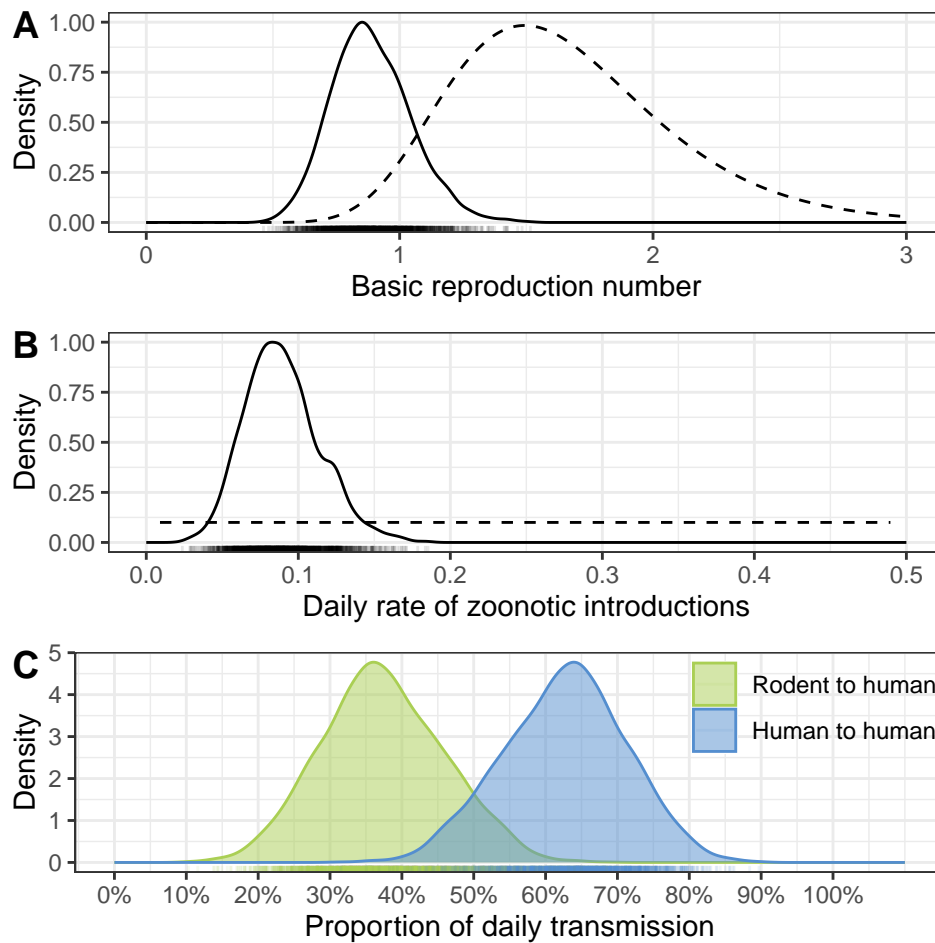 A
1.00
0.75
0.50
0.25
0.00
Density
0 1 2 3
Basic reproduction number
B
1.00
0.75
0.50
0.25
0.00
Density
0.0 0.1 0.2 0.3 0.4 0.5
Daily rate of zoonotic introductions
C
5
4
3
2
1
0
Density
Rodent to human
Human to human
0% 10% 20% 30% 40% 50% 60% 70% 80% 90% 100%
Proportion of daily transmission